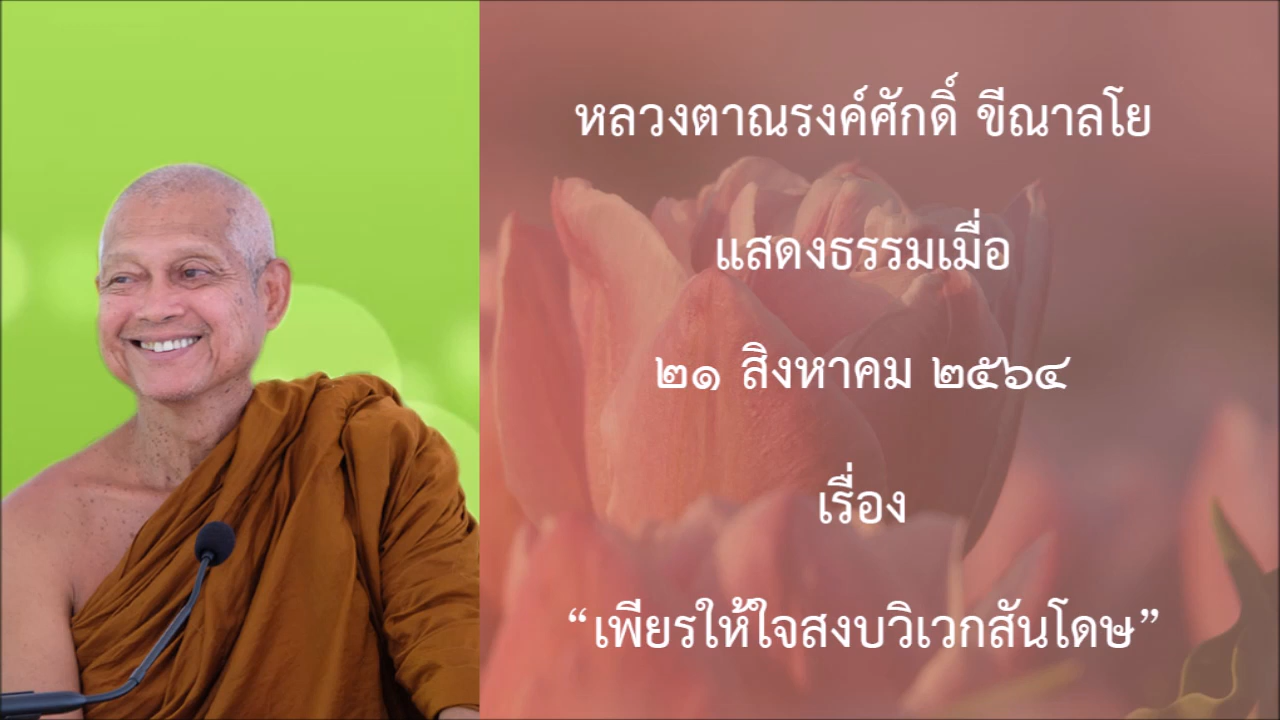 หลวงตาณรงค์ศักดิ์ ขีณาลโย
แสดงธรรมเมื่อ
๒๑ สิงหาคม ๒๕๖๔
เรื่อง
“เพียรให้ใจสงบวิเวกสันโดษ”